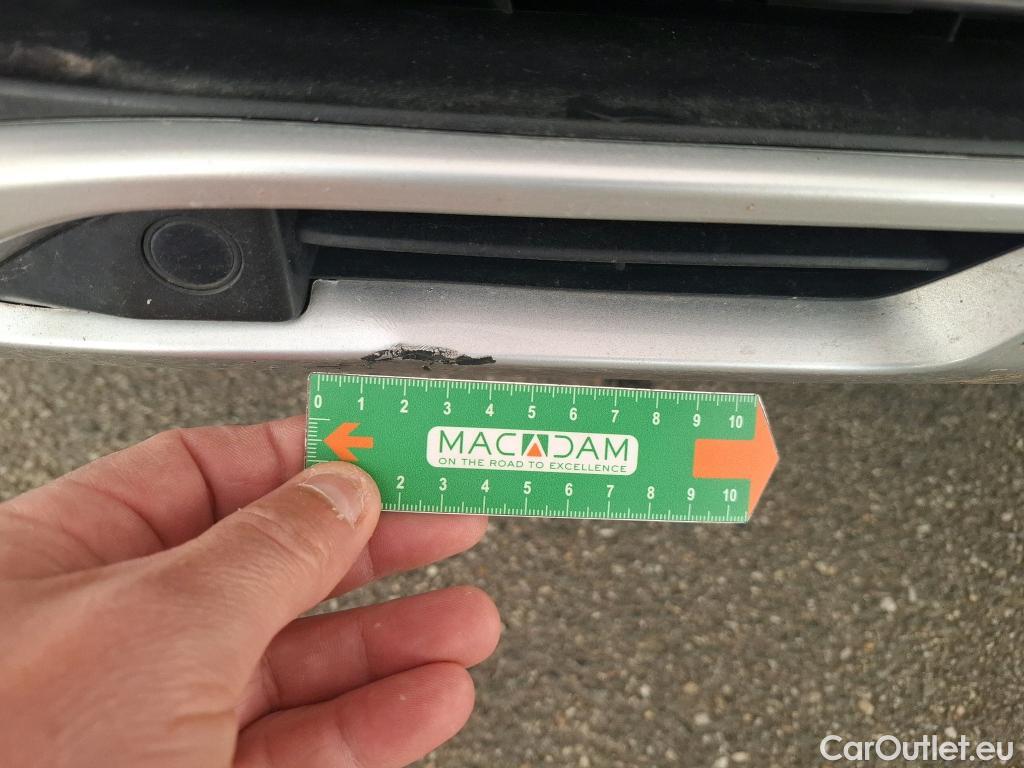 0 1 2 3 4 5 6 7 8 9 10
MACADAM
ON THE ROAD TO EXCELLENCE
2 3 4 5 6 7 8 9 10
CarOutlet.eu